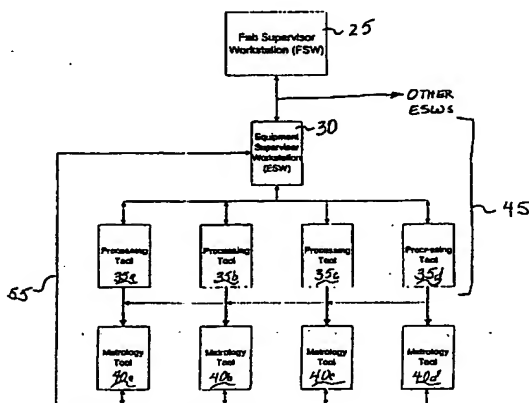 Fab Supervisor
Workstation (FSW)
25
OTHER
ESWs
30
Equipment
Supervisor
Workstation
(ESW)
45
Processing
Tool
35a
Processing
Tool
35b
Processing
Tool
35c
Processing
Tool
35d
55
Metrology
Tool
40a
Metrology
Tool
40b
Metrology
Tool
40c
Metrology
Tool
40d